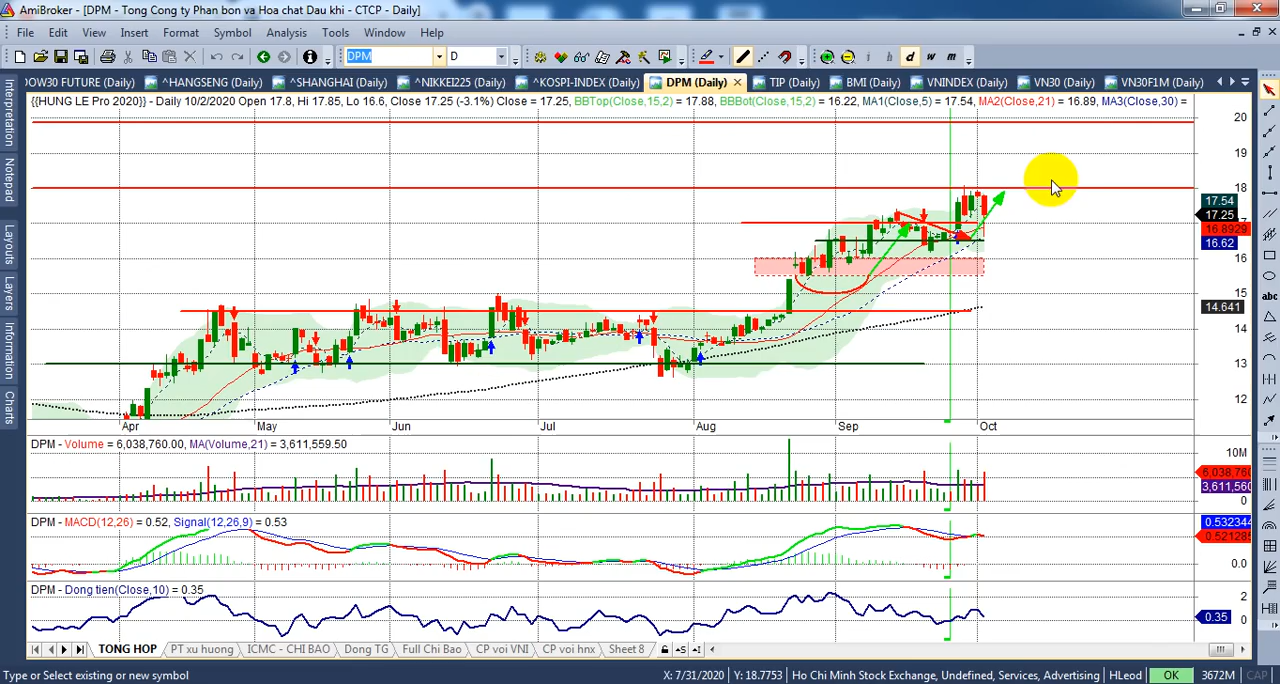 AmiBroker - [DPM - Tong Cong ty Phan bon va Hoa chat Dau khi - CTCP - Daily]
File Edit View Insert Format Symbol Analysis Tools Window Help
DPM D i h d w m
OW30 FUTURE (Daily) ^HANGSENG (Daily) ^SHANGHAI (Daily) ^NIKKEI225 (Daily) ^KOSPI-INDEX (Daily) DPM (Daily) TIP (Daily) BMI (Daily) VNINDEX (Daily) VN30 (Daily) VN30F1M (Daily)
{{HUNG LE Pro 2020}} - Daily 10/2/2020 Open 17.8, Hi 17.85, Lo 16.6, Close 17.25 (-3.1%) Close = 17.25, BBTop(Close,15,2) = 17.88, BBBot(Close,15,2) = 16.22, MA1(Close,5) = 17.54, MA2(Close,21) = 16.89, MA3(Close,30) =
Interpretation
Notepad
Layouts
Layers
Information
Charts
abc
20
19
18
17.54
17.25
17
16.8929
16.62
16
15
14.641
14
13
12
Apr May Jun Jul Aug Sep Oct
DPM - Volume = 6,038,760.00, MA(Volume,21) = 3,611,559.50
10M
6,038,760
3,611,560
0
DPM - MACD(12,26) = 0.52, Signal(12,26,9) = 0.53
0.532344
0.521285
0.0
DPM - Dong tien(Close,10) = 0.35
2
0.35
0
TONG HOP PT xu huong ICMC - CHI BAO Dong TG Full Chi Bao CP voi VNI CP voi hnx Sheet 8
Type or Select existing or new symbol X: 7/31/2020 Y: 18.7753 Ho Chi Minh Stock Exchange, Undefined, Services, Advertising HLeod OK 3672M CAP